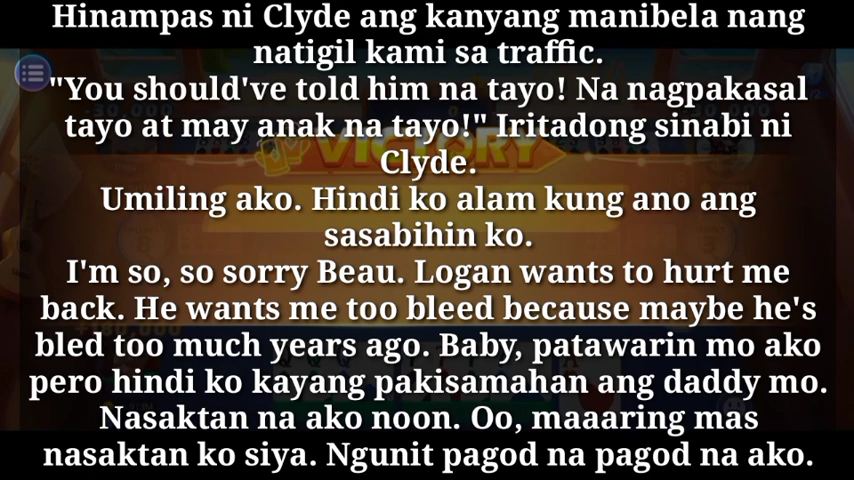 Hinampas ni Clyde ang kanyang manibela nang
natigil kami sa traffic.
"You should've told him na tayo! Na nagpakasal
tayo at may anak na tayo!" Iritadong sinabi ni
Clyde.
VICTORY
Umiling ako. Hindi ko alam kung ano ang
sasabihin ko.
I'm so, so sorry Beau. Logan wants to hurt me
back. He wants me too bleed because maybe he's
bled too much years ago. Baby, patawarin mo ako
pero hindi ko kayang pakisamahan ang daddy mo.
Nasaktan na ako noon. Oo, maaaring mas
nasaktan ko siya. Ngunit pagod na pagod na ako.